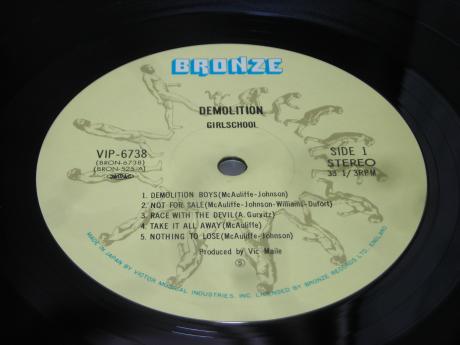 BRONZE
DEMOLITION
GIRLSCHOOL
VIP-6738
(BRON-6738)
(BRON-525/A)
SIDE 1
STEREO
33 1/3RPM
1. DEMOLITION BOYS(McAuliffe-Johnson)
2. NOT FOR SALE(McAuliffe-Johnson-Williams-Dufort)
3. RACE WITH THE DEVIL(A. Gurvitz)
4. TAKE IT ALL AWAY(McAuliffe)
5. NOTHING TO LOSE(McAuliffe-Johnson)
Produced by Vic Maile
MADE IN JAPAN BY VICTOR MUSICAL INDUSTRIES, INC. LICENSED BY BRONZE RECORDS LTD. ENGLAND